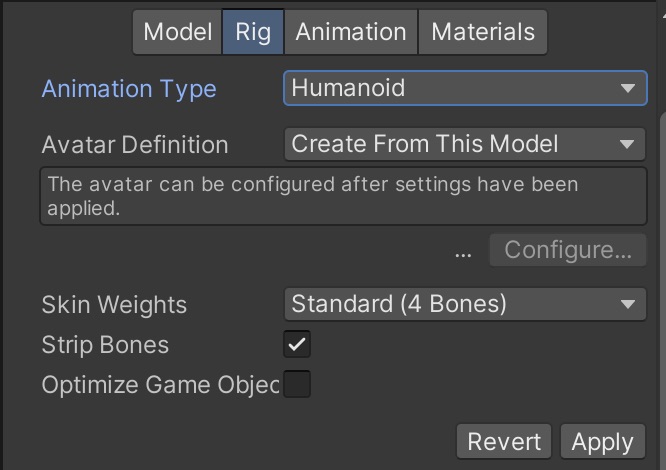 Model Rig Animation Materials
Animation Type Humanoid
Avatar Definition Create From This Model
The avatar can be configured after settings have been
applied.
... Configure...
Skin Weights Standard (4 Bones)
Strip Bones
Optimize Game Objec
Revert Apply